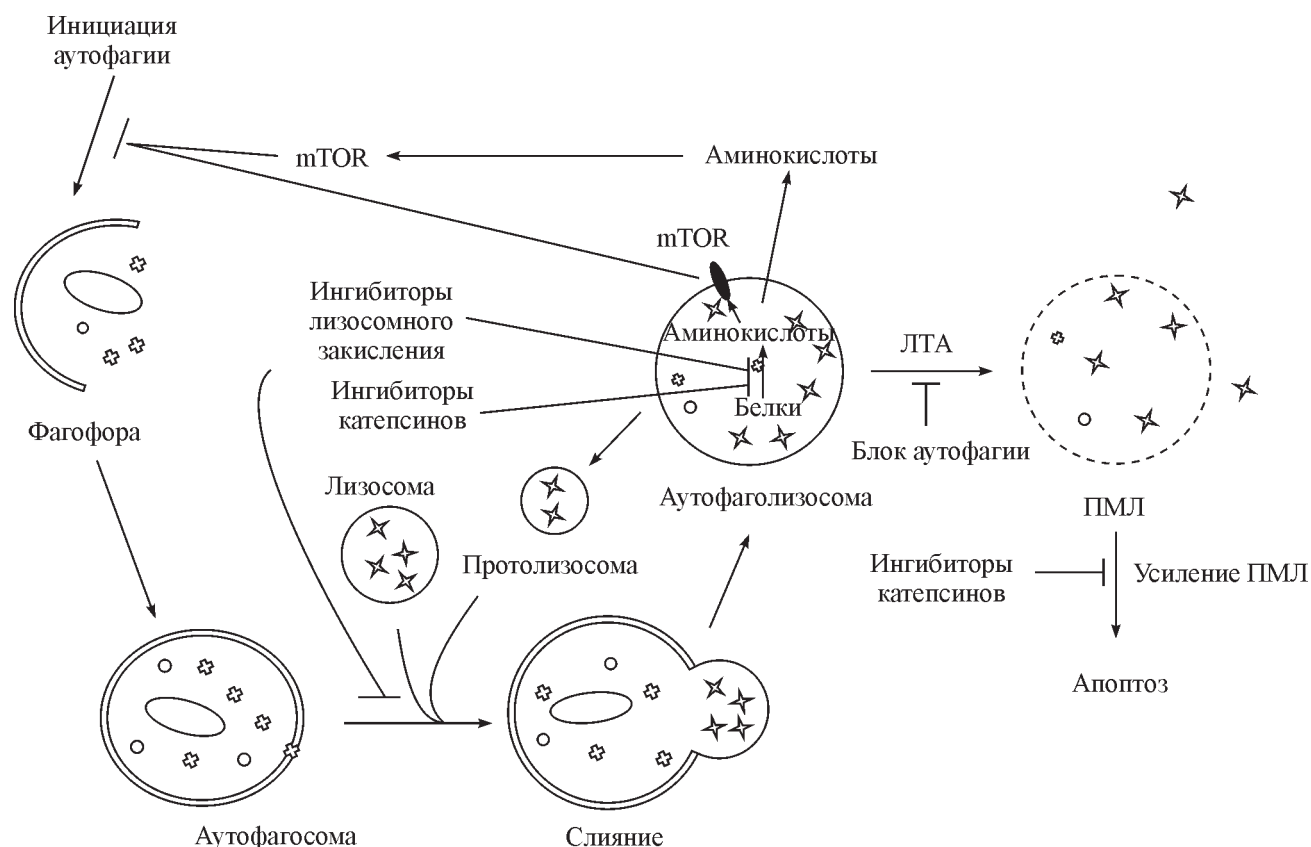 Инициация
аутофагии
mTOR
Аминокислоты
mTOR
Ингибиторы
лизосомного
закисления
Аминокислоты
ЛТА
Ингибиторы
катепсинов
Белки
Фагофора
Блок аутофагии
Лизосома
Аутофаголизосома
ПМЛ
Протолизосома
Ингибиторы
катепсинов
Усиление ПМЛ
Апоптоз
Аутофагосома
Слияние